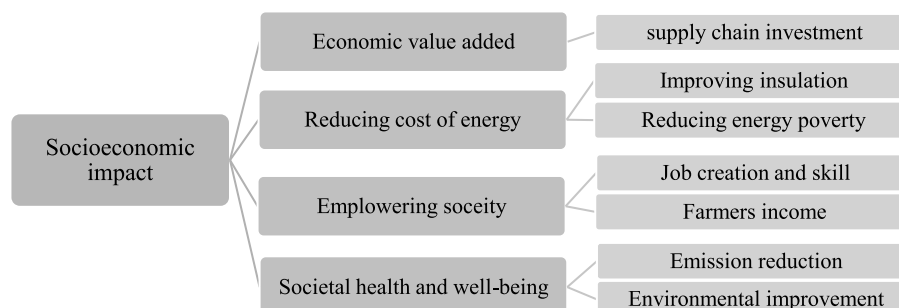 Socioeconomic
impact
Economic value added
supply chain investment
Reducing cost of energy
Improving insulation
Reducing energy poverty
Emplowering soceity
Job creation and skill
Farmers income
Societal health and well-being
Emission reduction
Environmental improvement